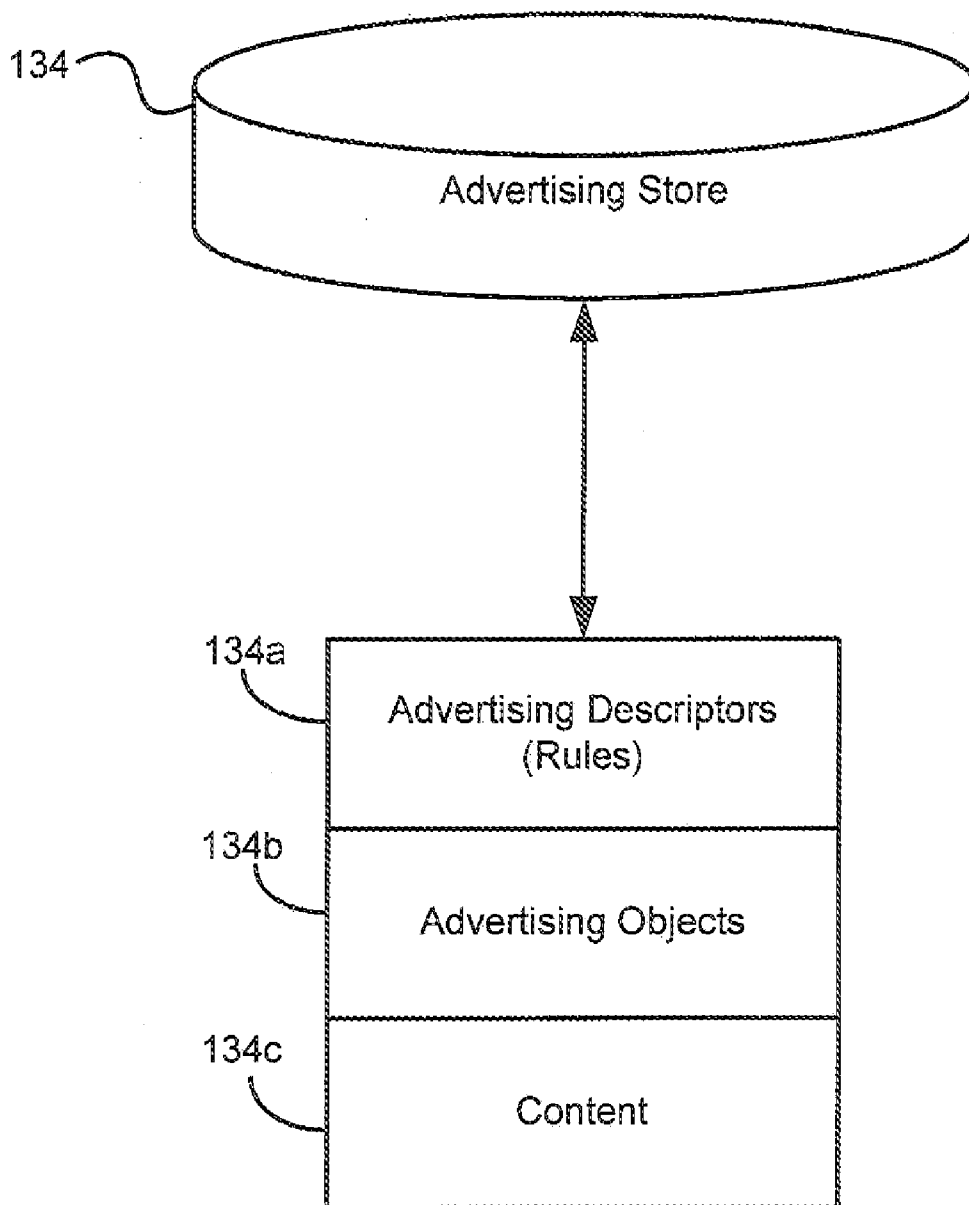 134
Advertising Store
134a
Advertising Descriptors
(Rules)
134b
Advertising Objects
134c
Content